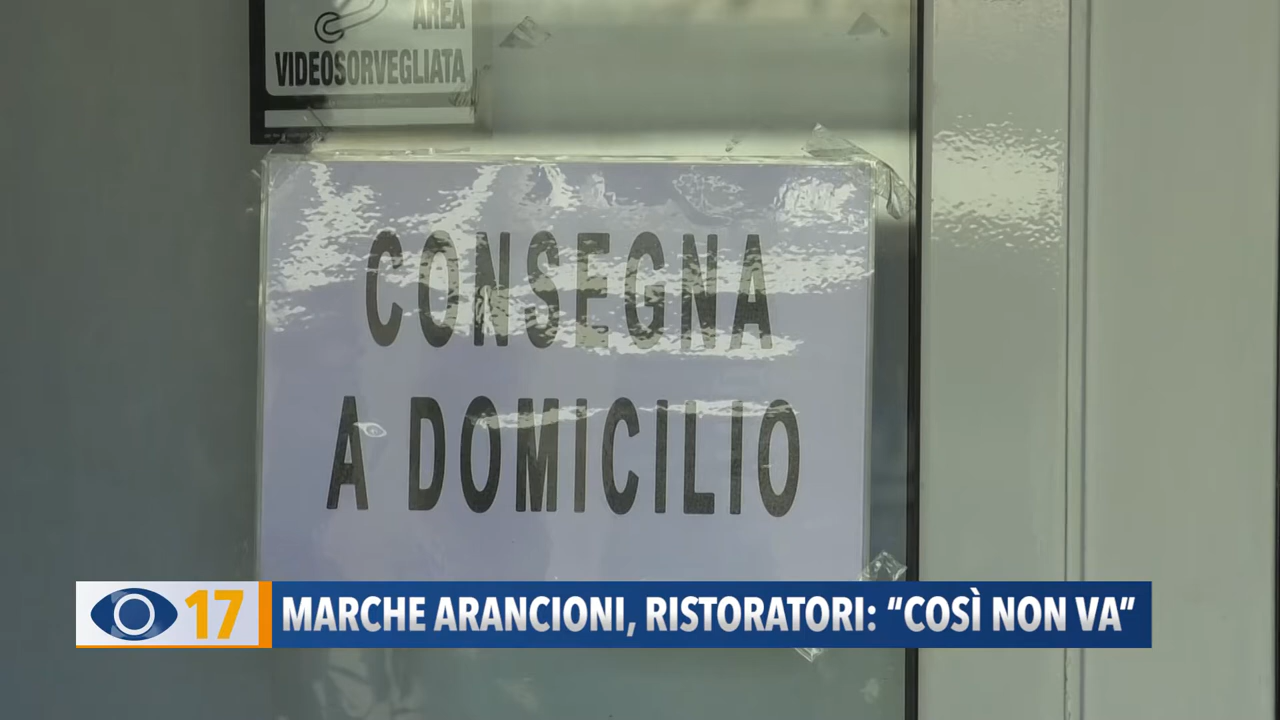 AREA
VIDEOSORVEGLIATA
CONSEGNA
A DOMICILIO
17 MARCHE ARANCIONI, RISTORATORI: “COSÌ NON VA”